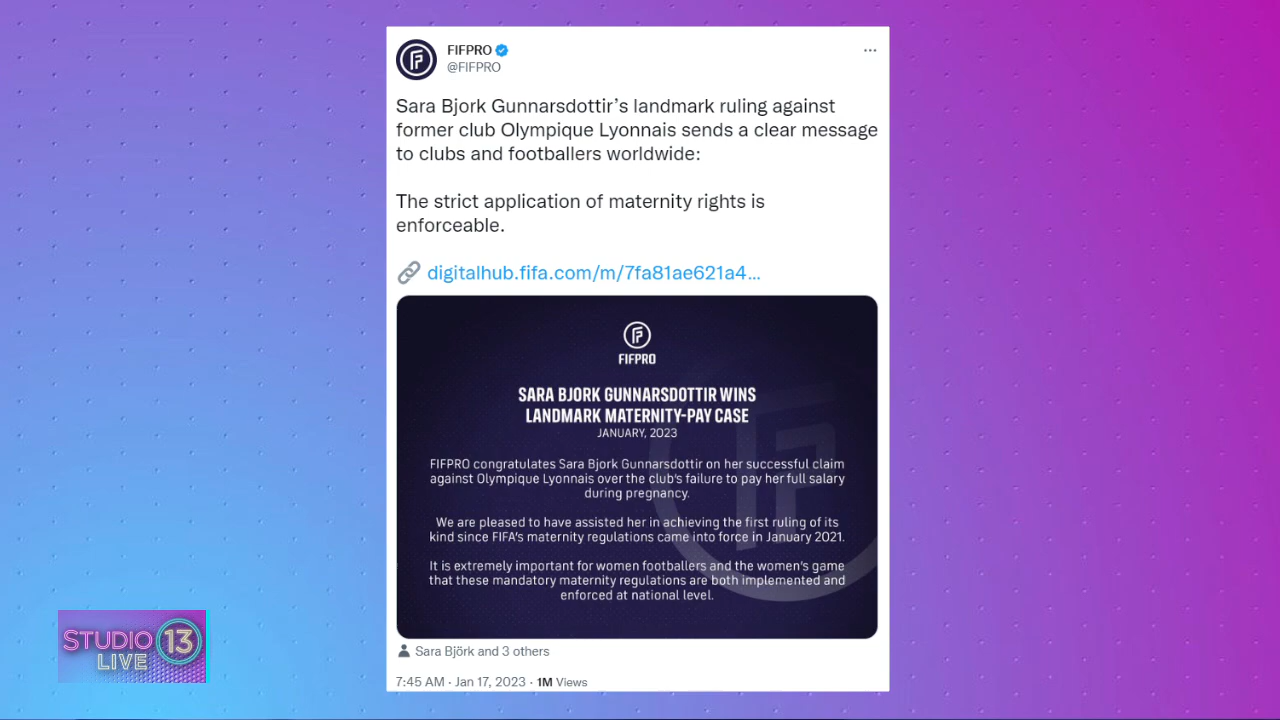 FIFPRO
@FIFPRO
Sara Bjork Gunnarsdottir’s landmark ruling against
former club Olympique Lyonnais sends a clear message
to clubs and footballers worldwide:
The strict application of maternity rights is
enforceable.
digitalhub.fifa.com/m/7fa81ae621a4...
FIFPRO
SARA BJORK GUNNARSDOTTIR WINS
LANDMARK MATERNITY-PAY CASE
JANUARY, 2023
FIFPRO congratulates Sara Bjork Gunnarsdottir on her successful claim
against Olympique Lyonnais over the club's failure to pay her full salary
during pregnancy.
We are pleased to have assisted her in achieving the first ruling of its
kind since FIFA's maternity regulations came into force in January 2021.
It is extremely important for women footballers and the women's game
that these mandatory maternity regulations are both implemented and
enforced at national level.
Sara Björk and 3 others
7:45 AM · Jan 17, 2023 · 1M Views
STUDIO 13
LIVE